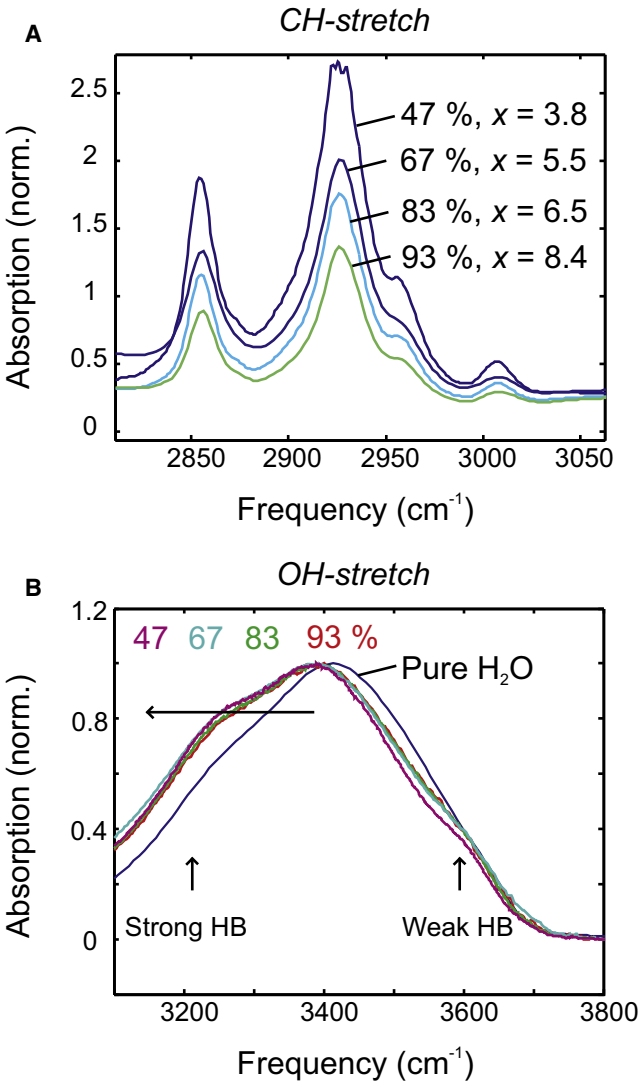 A
CH-stretch
Absorption (norm.)
2.5
2
1.5
1
0.5
0
47 %, x = 3.8
67 %, x = 5.5
83 %, x = 6.5
93 %, x = 8.4
2850 2900 2950 3000 3050
Frequency (cm-1)
B
OH-stretch
Absorption (norm.)
1.2
0.8
0.4
0
47 67 83 93 %
Pure H2O
Strong HB
Weak HB
3200 3400 3600 3800
Frequency (cm-1)